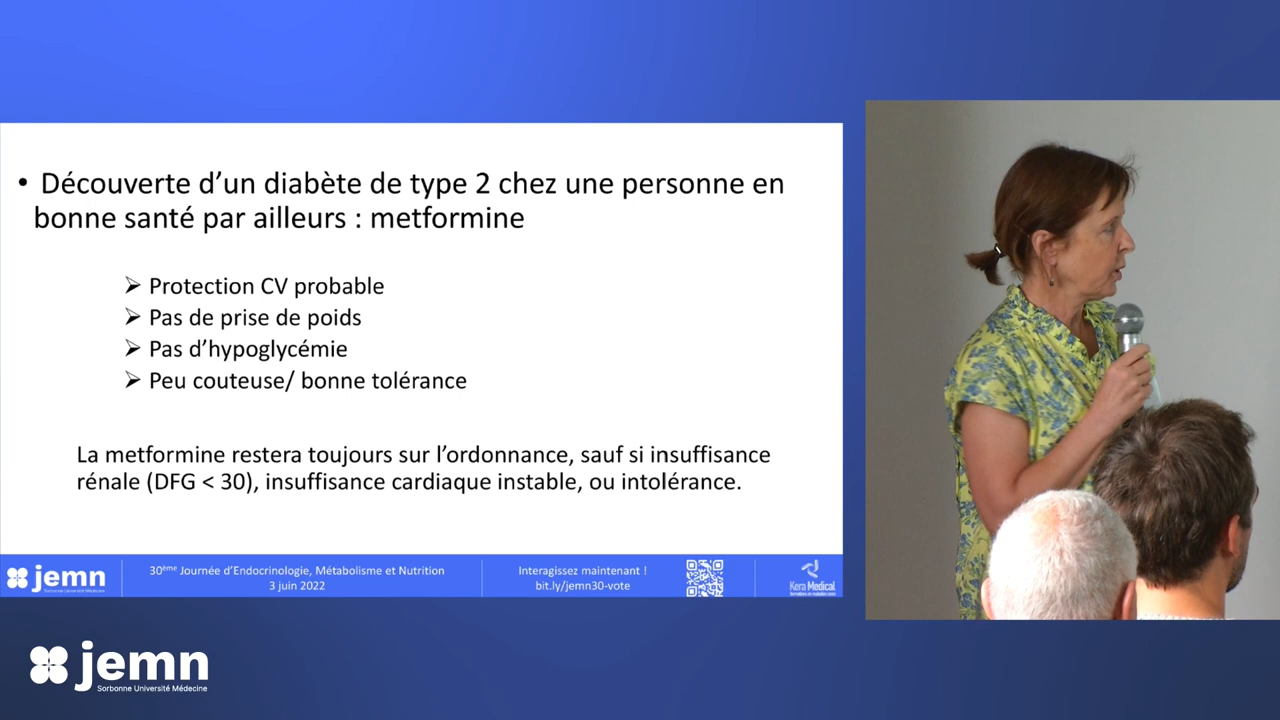 • Découverte d’un diabète de type 2 chez une personne en
bonne santé par ailleurs : metformine
➢ Protection CV probable
➢ Pas de prise de poids
➢ Pas d’hypoglycémie
➢ Peu couteuse/ bonne tolérance
La metformine restera toujours sur l’ordonnance, sauf si insuffisance
rénale (DFG < 30), insuffisance cardiaque instable, ou intolérance.
jemn
Sorbonne Université Médecine
30ème Journée d’Endocrinologie, Métabolisme et Nutrition
3 juin 2022
Interagissez maintenant !
bit.ly/jemn30-vote
Kera Medical
jemn
Sorbonne Université Médecine